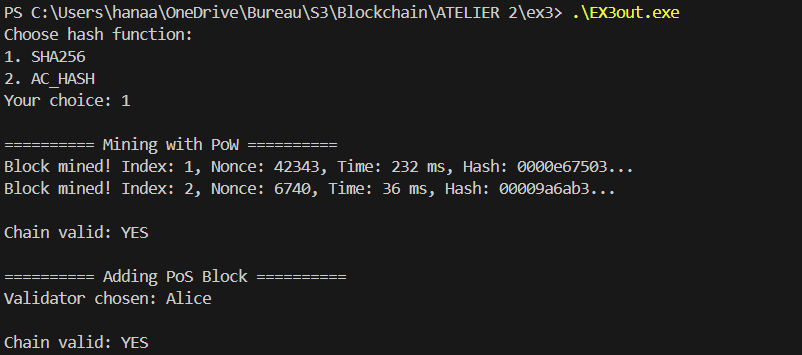 PS C:\Users\hanaa\OneDrive\Bureau\S3\Blockchain\ATELIER 2\ex3> .\EX3out.exe
Choose hash function:
1. SHA256
2. AC_HASH
Your choice: 1
========== Mining with PoW ==========
Block mined! Index: 1, Nonce: 42343, Time: 232 ms, Hash: 0000e67503...
Block mined! Index: 2, Nonce: 6740, Time: 36 ms, Hash: 00009a6ab3...
Chain valid: YES
========== Adding PoS Block ==========
Validator chosen: Alice
Chain valid: YES